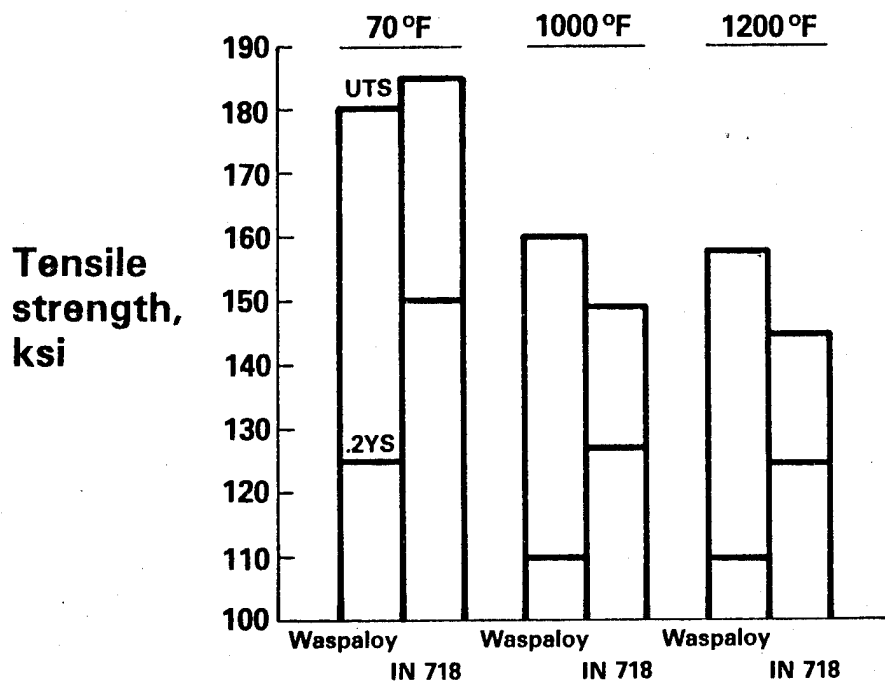 70 °F
1000 °F
1200 °F
190
180
170
160
150
140
130
120
110
100
Tensile
strength,
ksi
UTS
.2YS
Waspaloy
IN 718
Waspaloy
IN 718
Waspaloy
IN 718